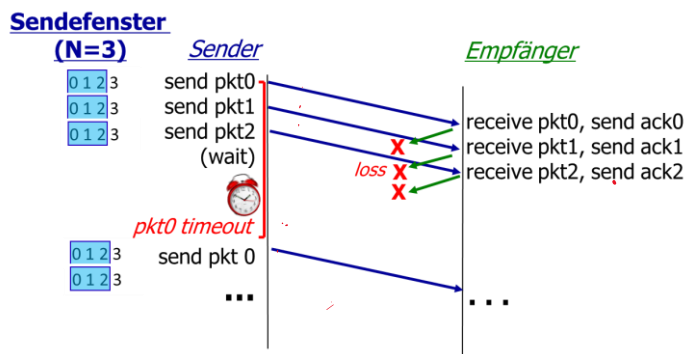 Sendefenster
(N=3)
Sender
Empfänger
0 1 2 3
send pkt0
0 1 2 3
send pkt1
0 1 2 3
send pkt2
(wait)
receive pkt0, send ack0
X
receive pkt1, send ack1
loss X
receive pkt2, send ack2
X
pkt0 timeout
0 1 2 3
send pkt 0
0 1 2 3
...
...